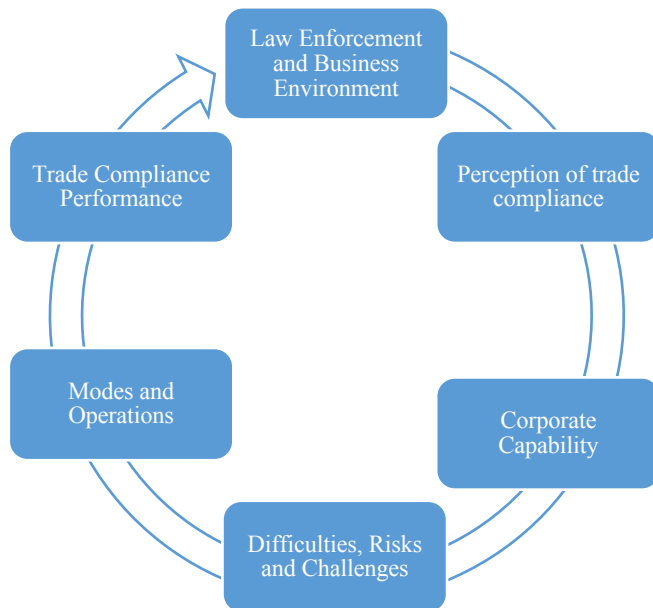 Law Enforcement
and Business
Environment
Perception of trade
compliance
Corporate
Capability
Difficulties, Risks
and Challenges
Modes and
Operations
Trade Compliance
Performance